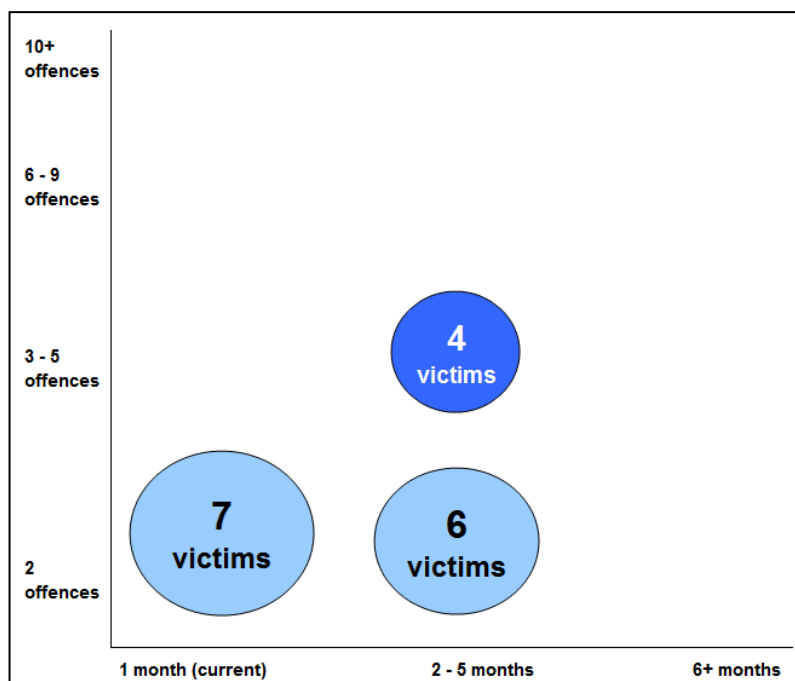 10+
offences
6 - 9
offences
4
victims
3 - 5
offences
7
victims
6
victims
2
offences
1 month (current)
2 - 5 months
6+ months